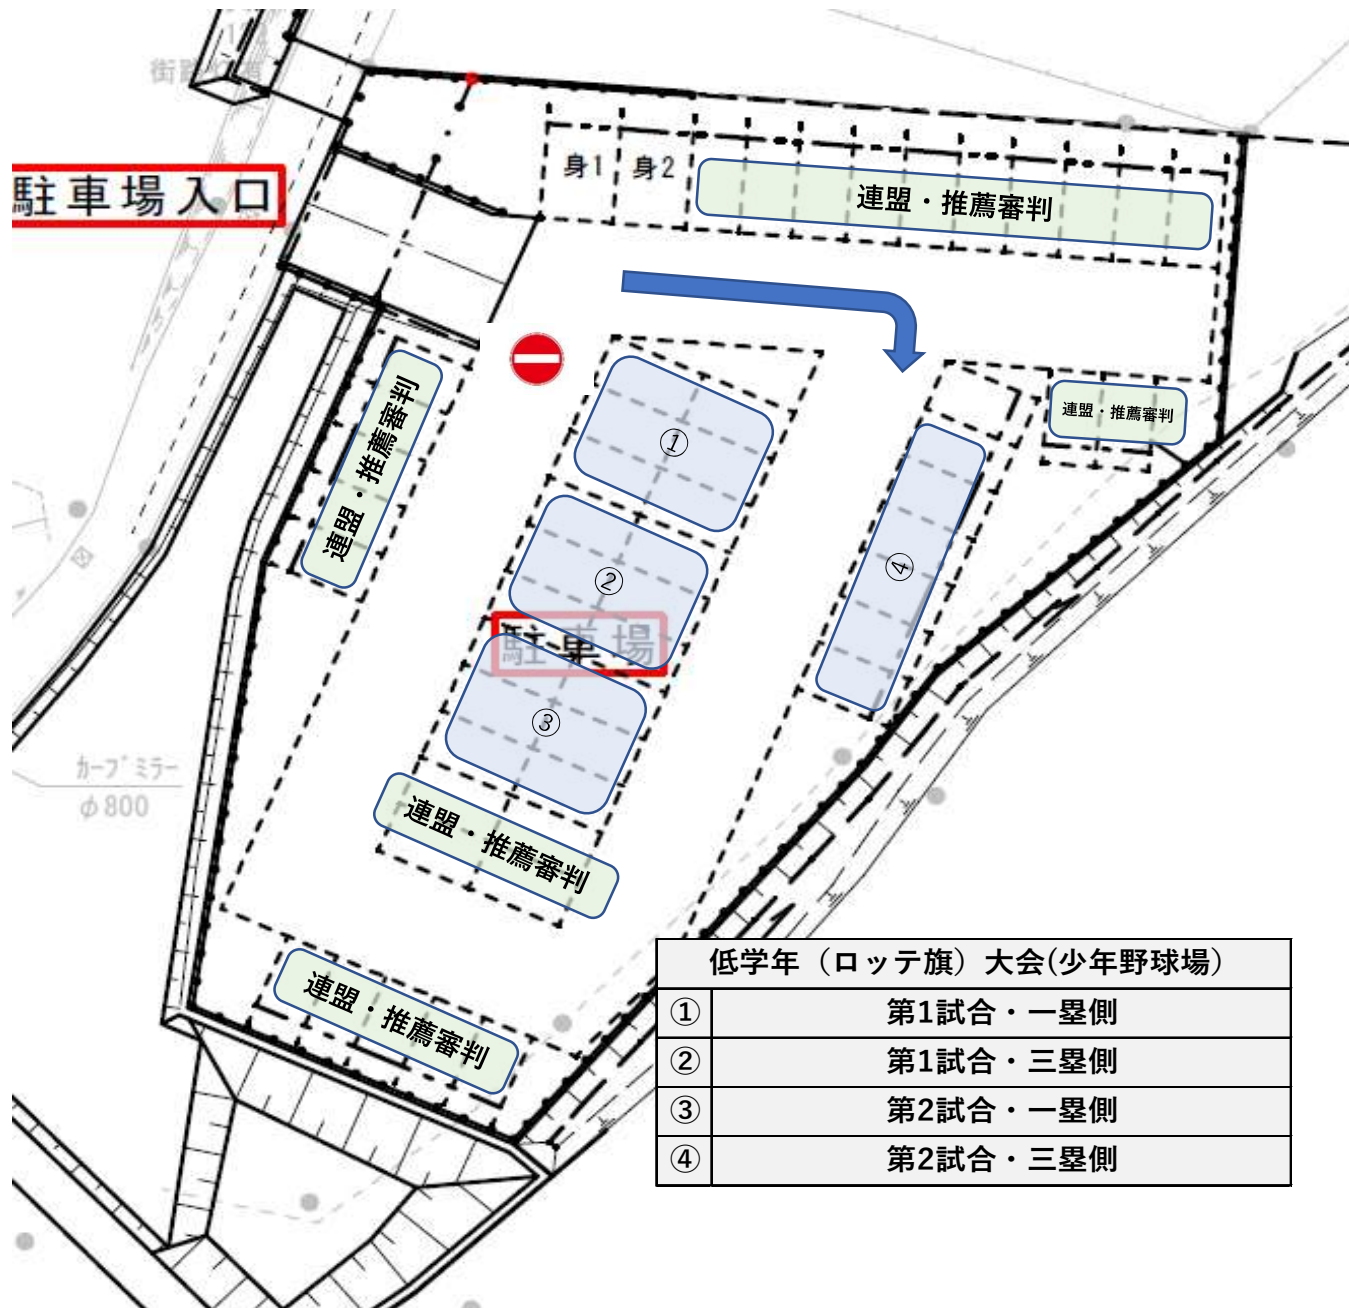 街路
駐車場入口
身1
身2
連盟・推薦審判
連盟・推薦審判
連盟・推薦審判
①
②
④
駐車場
③
カーブミラー
φ800
連盟・推薦審判
連盟・推薦審判
低学年（ロッテ旗）大会(少年野球場）
① 第1試合・一塁側
② 第1試合・三塁側
③ 第2試合・一塁側
④ 第2試合・三塁側